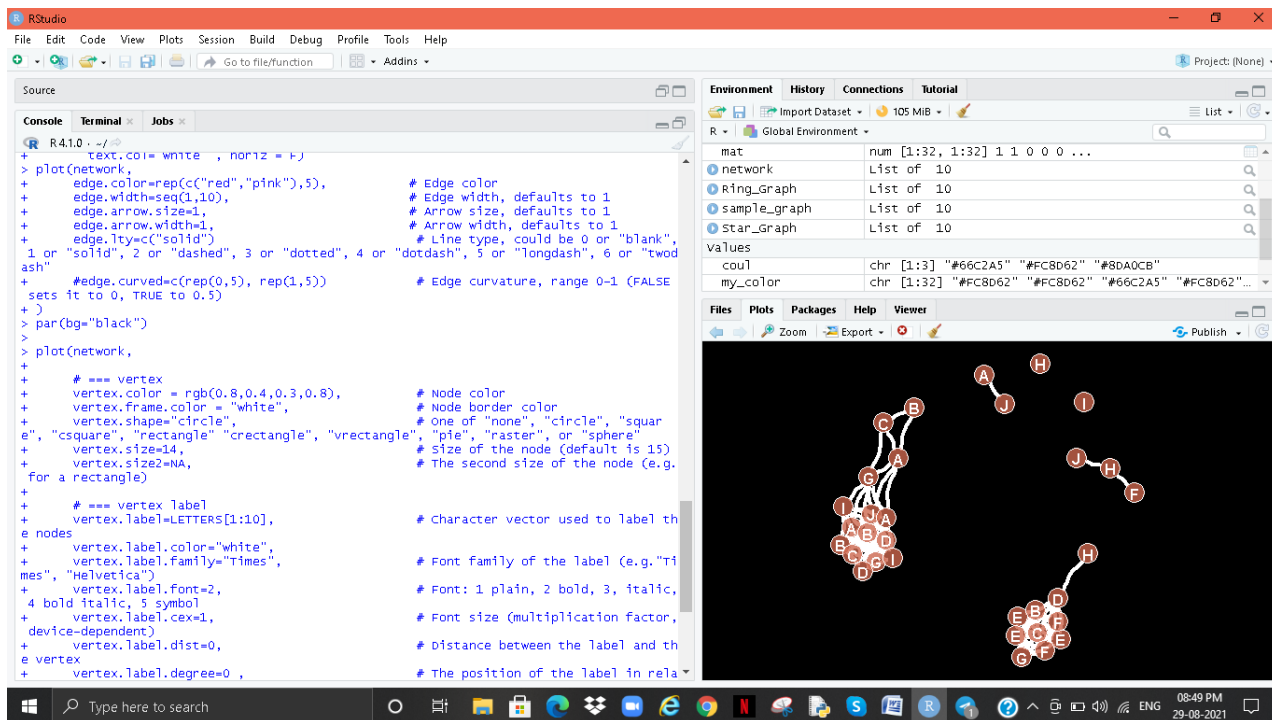 RStudio
File Edit Code View Plots Session Build Debug Profile Tools Help
Go to file/function
Addins
Project: (None)
Source
Console Terminal Jobs
R 4.1.0 · ~/
+ text.col= white , horiz = F)
> plot(network,
+ edge.color=rep(c("red","pink"),5), # Edge color
+ edge.width=seq(1,10), # Edge width, defaults to 1
+ edge.arrow.size=1, # Arrow size, defaults to 1
+ edge.arrow.width=1, # Arrow width, defaults to 1
+ edge.lty=c("solid") # Line type, could be 0 or "blank",
1 or "solid", 2 or "dashed", 3 or "dotted", 4 or "dotdash", 5 or "longdash", 6 or "twod
ash"
+ #edge.curved=c(rep(0,5), rep(1,5)) # Edge curvature, range 0-1 (FALSE
sets it to 0, TRUE to 0.5)
+ )
> par(bg="black")
>
> plot(network,
+
+ # === vertex
+ vertex.color = rgb(0.8,0.4,0.3,0.8), # Node color
+ vertex.frame.color = "white", # Node border color
+ vertex.shape="circle", # One of "none", "circle", "squar
e", "csquare", "rectangle" "crectangle", "vrectangle", "pie", "raster", or "sphere"
+ vertex.size=14, # Size of the node (default is 15)
+ vertex.size2=NA, # The second size of the node (e.g.
for a rectangle)
+
+ # === vertex label
+ vertex.label=LETTERS[1:10], # Character vector used to label th
e nodes
+ vertex.label.color="white",
+ vertex.label.family="Times", # Font family of the label (e.g."Ti
mes", "Helvetica")
+ vertex.label.font=2, # Font: 1 plain, 2 bold, 3, italic,
4 bold italic, 5 symbol
+ vertex.label.cex=1, # Font size (multiplication factor,
device-dependent)
+ vertex.label.dist=0, # Distance between the label and th
e vertex
+ vertex.label.degree=0 , # The position of the label in rela
Environment History Connections Tutorial
Import Dataset 105 MiB List
R Global Environment
mat num [1:32, 1:32] 1 1 0 0 0 ...
network List of 10
Ring_Graph List of 10
sample_graph List of 10
Star_Graph List of 10
values
coul chr [1:3] "#66C2A5" "#FC8D62" "#8DA0CB"
my_color chr [1:32] "#FC8D62" "#FC8D62" "#66C2A5" "#FC8D62"...
Files Plots Packages Help Viewer
Zoom Export Publish
H
A
J
I
B
C
A
J
G
H
F
I
J
A
A
B
D
B
C
G
I
D
H
D
B
E
F
E
C
E
F
G
Type here to search
ENG
08:49 PM
29-08-2021